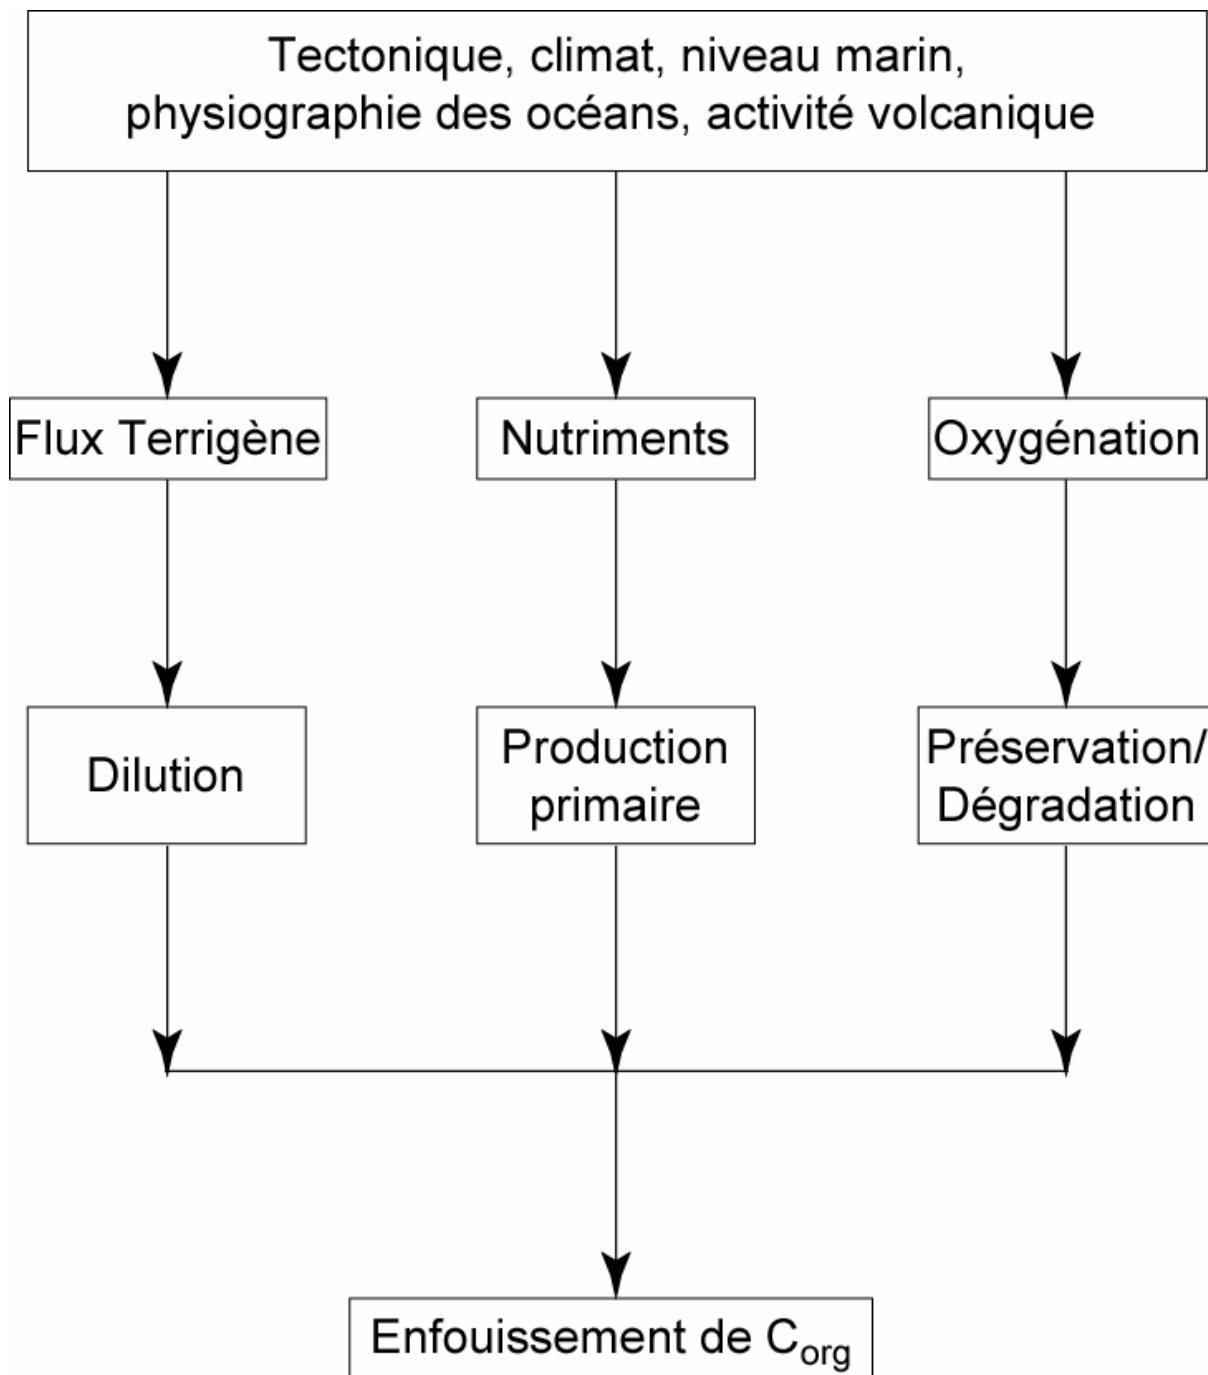 Tectonique, climat, niveau marin,
physiographie des océans, activité volcanique
Flux Terrigène
Nutriments
Oxygénation
Dilution
Production
primaire
Préservation/
Dégradation
Enfouissement de Corg